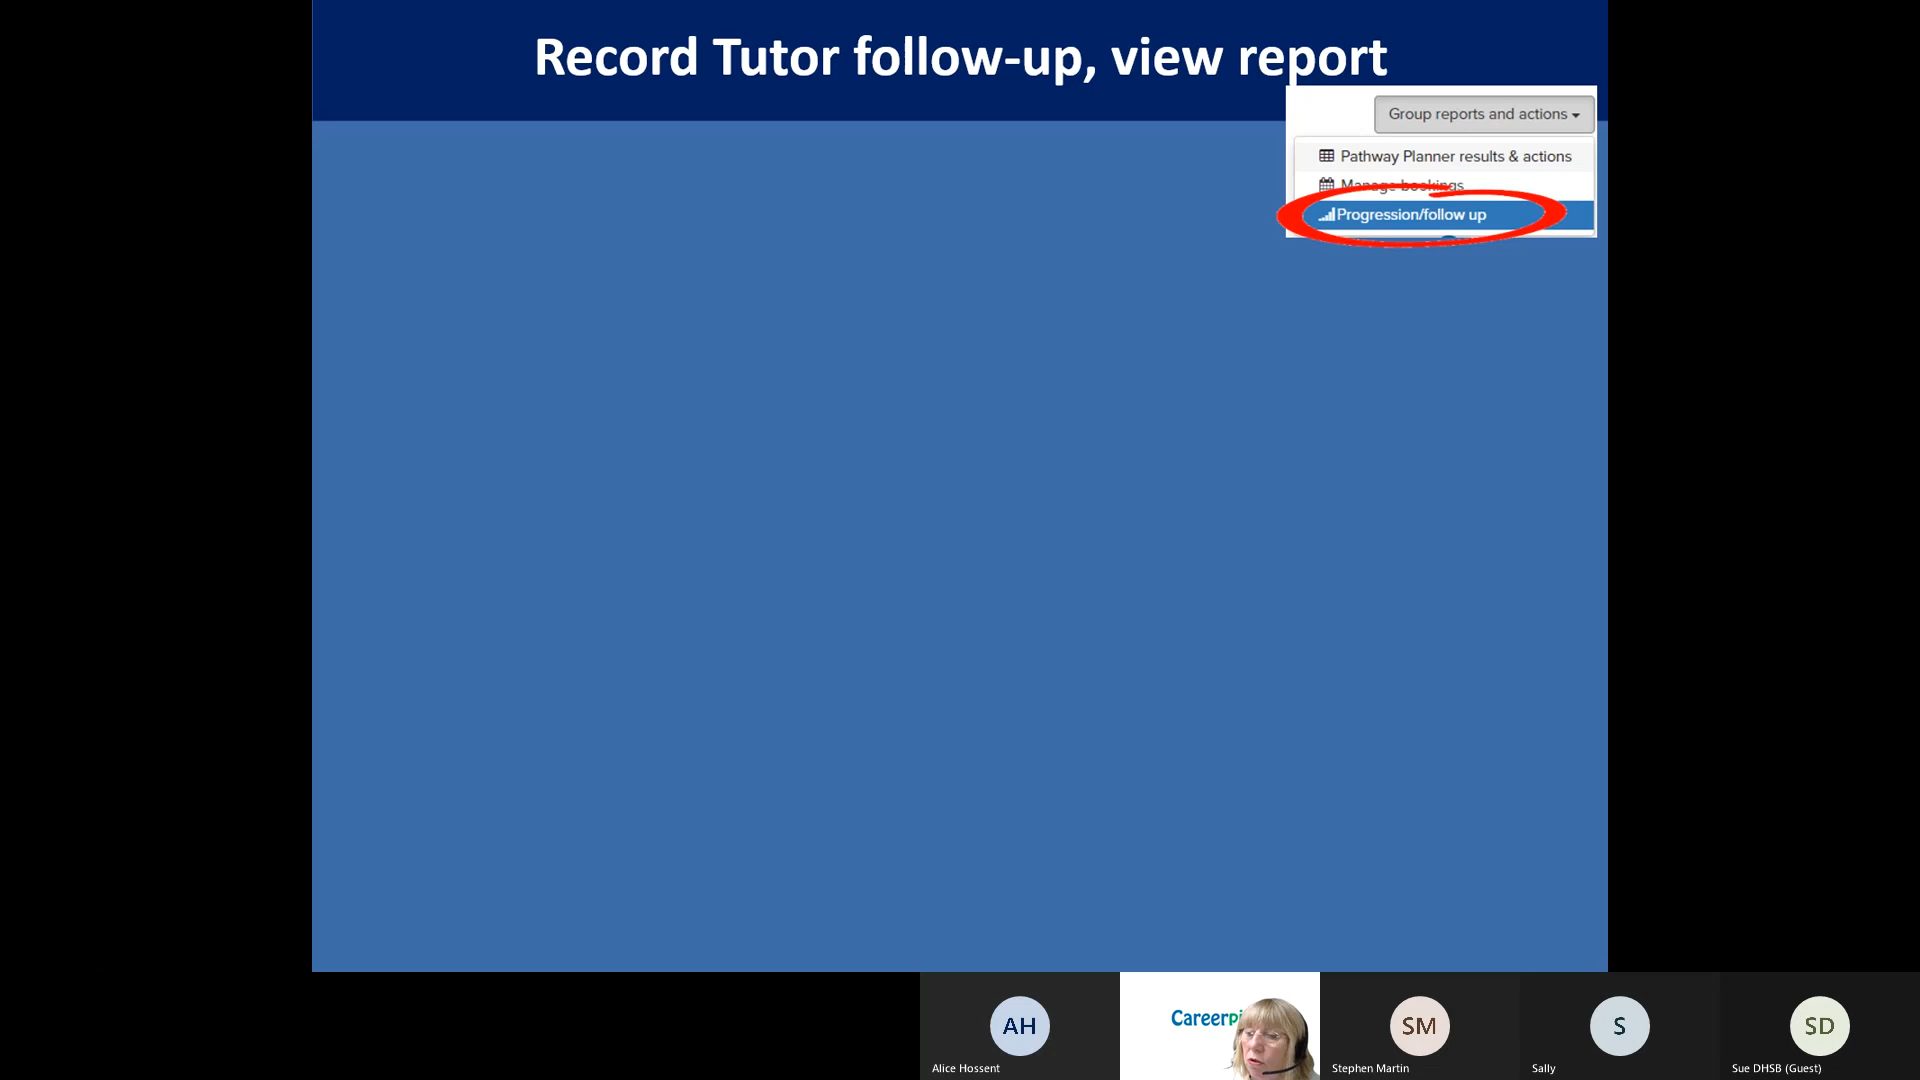 Record Tutor follow-up, view report
Group reports and actions
Pathway Planner results & actions
Manage bookings
Progression/follow up
AH
Careerpi
SM
S
SD
Alice Hossent
Stephen Martin
Sally
Sue DHSB (Guest)